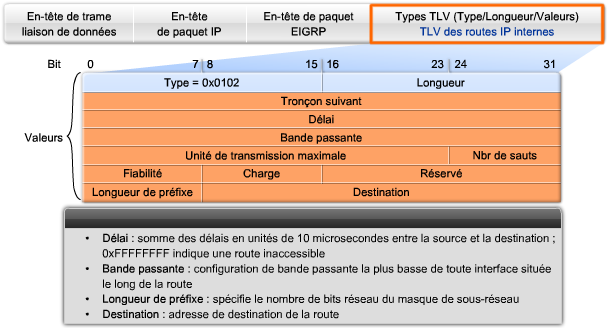 En-tête de trame
liaison de données
En-tête
de paquet IP
En-tête de paquet
EIGRP
Types TLV (Type/Longueur/Valeurs)
TLV des routes IP internes
Bit 0 7 8 15 16 23 24 31
Type = 0x0102 Longueur
Tronçon suivant
Délai
Bande passante
Valeurs
Unité de transmission maximale Nbr de sauts
Fiabilité Charge Réservé
Longueur de préfixe Destination
• Délai : somme des délais en unités de 10 microsecondes entre la source et la destination ;
0xFFFFFFFF indique une route inaccessible
• Bande passante : configuration de bande passante la plus basse de toute interface située
le long de la route
• Longueur de préfixe : spécifie le nombre de bits réseau du masque de sous-réseau
• Destination : adresse de destination de la route